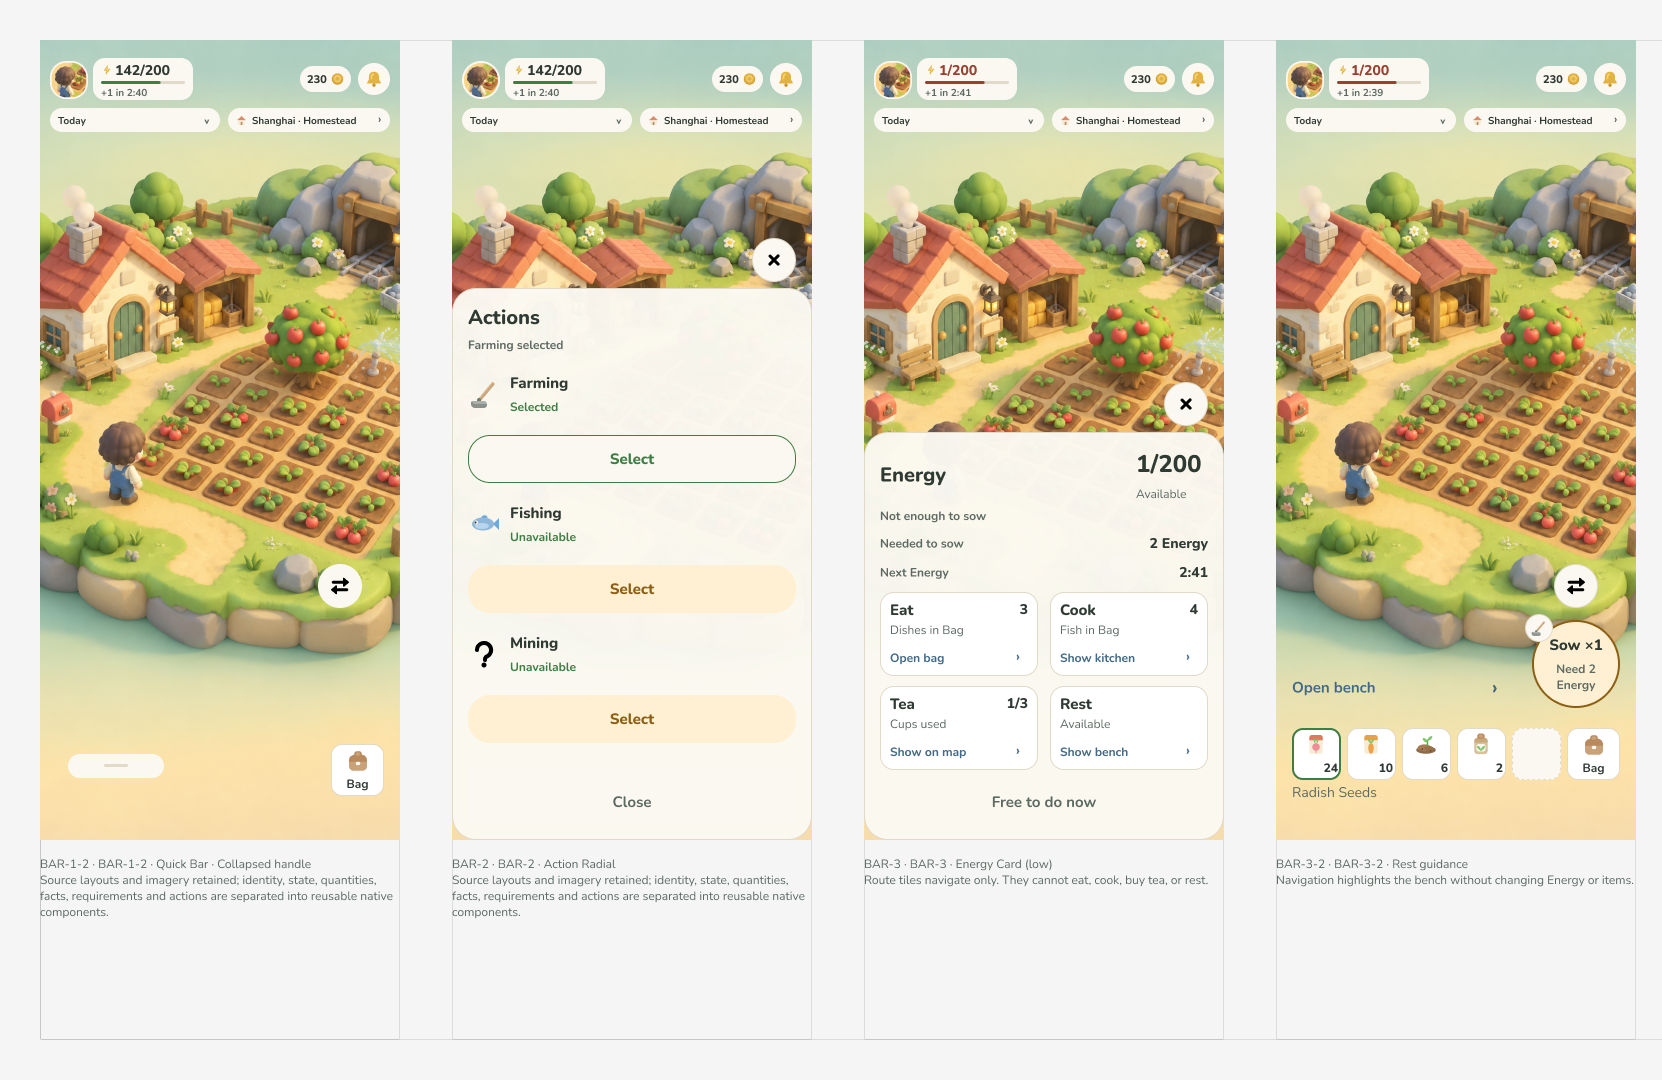 142/200
+1 in 2:40
230
Today
Shanghai · Homestead
Bag
BAR-1-2 · BAR-1-2 · Quick Bar · Collapsed handle
Source layouts and imagery retained; identity, state, quantities,
facts, requirements and actions are separated into reusable native
components.
142/200
+1 in 2:40
230
Today
Shanghai · Homestead
Actions
Farming selected
Farming
Selected
Select
Fishing
Unavailable
Select
?
Mining
Unavailable
Select
Close
BAR-2 · BAR-2 · Action Radial
Source layouts and imagery retained; identity, state, quantities,
facts, requirements and actions are separated into reusable native
components.
1/200
+1 in 2:41
230
Today
Shanghai · Homestead
Energy
1/200
Available
Not enough to sow
Needed to sow
2 Energy
Next Energy
2:41
Eat
3
Dishes in Bag
Open bag
Cook
4
Fish in Bag
Show kitchen
Tea
1/3
Cups used
Show on map
Rest
Available
Show bench
Free to do now
BAR-3 · BAR-3 · Energy Card (low)
Route tiles navigate only. They cannot eat, cook, buy tea, or rest.
1/200
+1 in 2:39
230
Today
Shanghai · Homestead
Sow ×1
Need 2
Energy
Open bench
24
10
6
2
Bag
Radish Seeds
BAR-3-2 · BAR-3-2 · Rest guidance
Navigation highlights the bench without changing Energy or items.